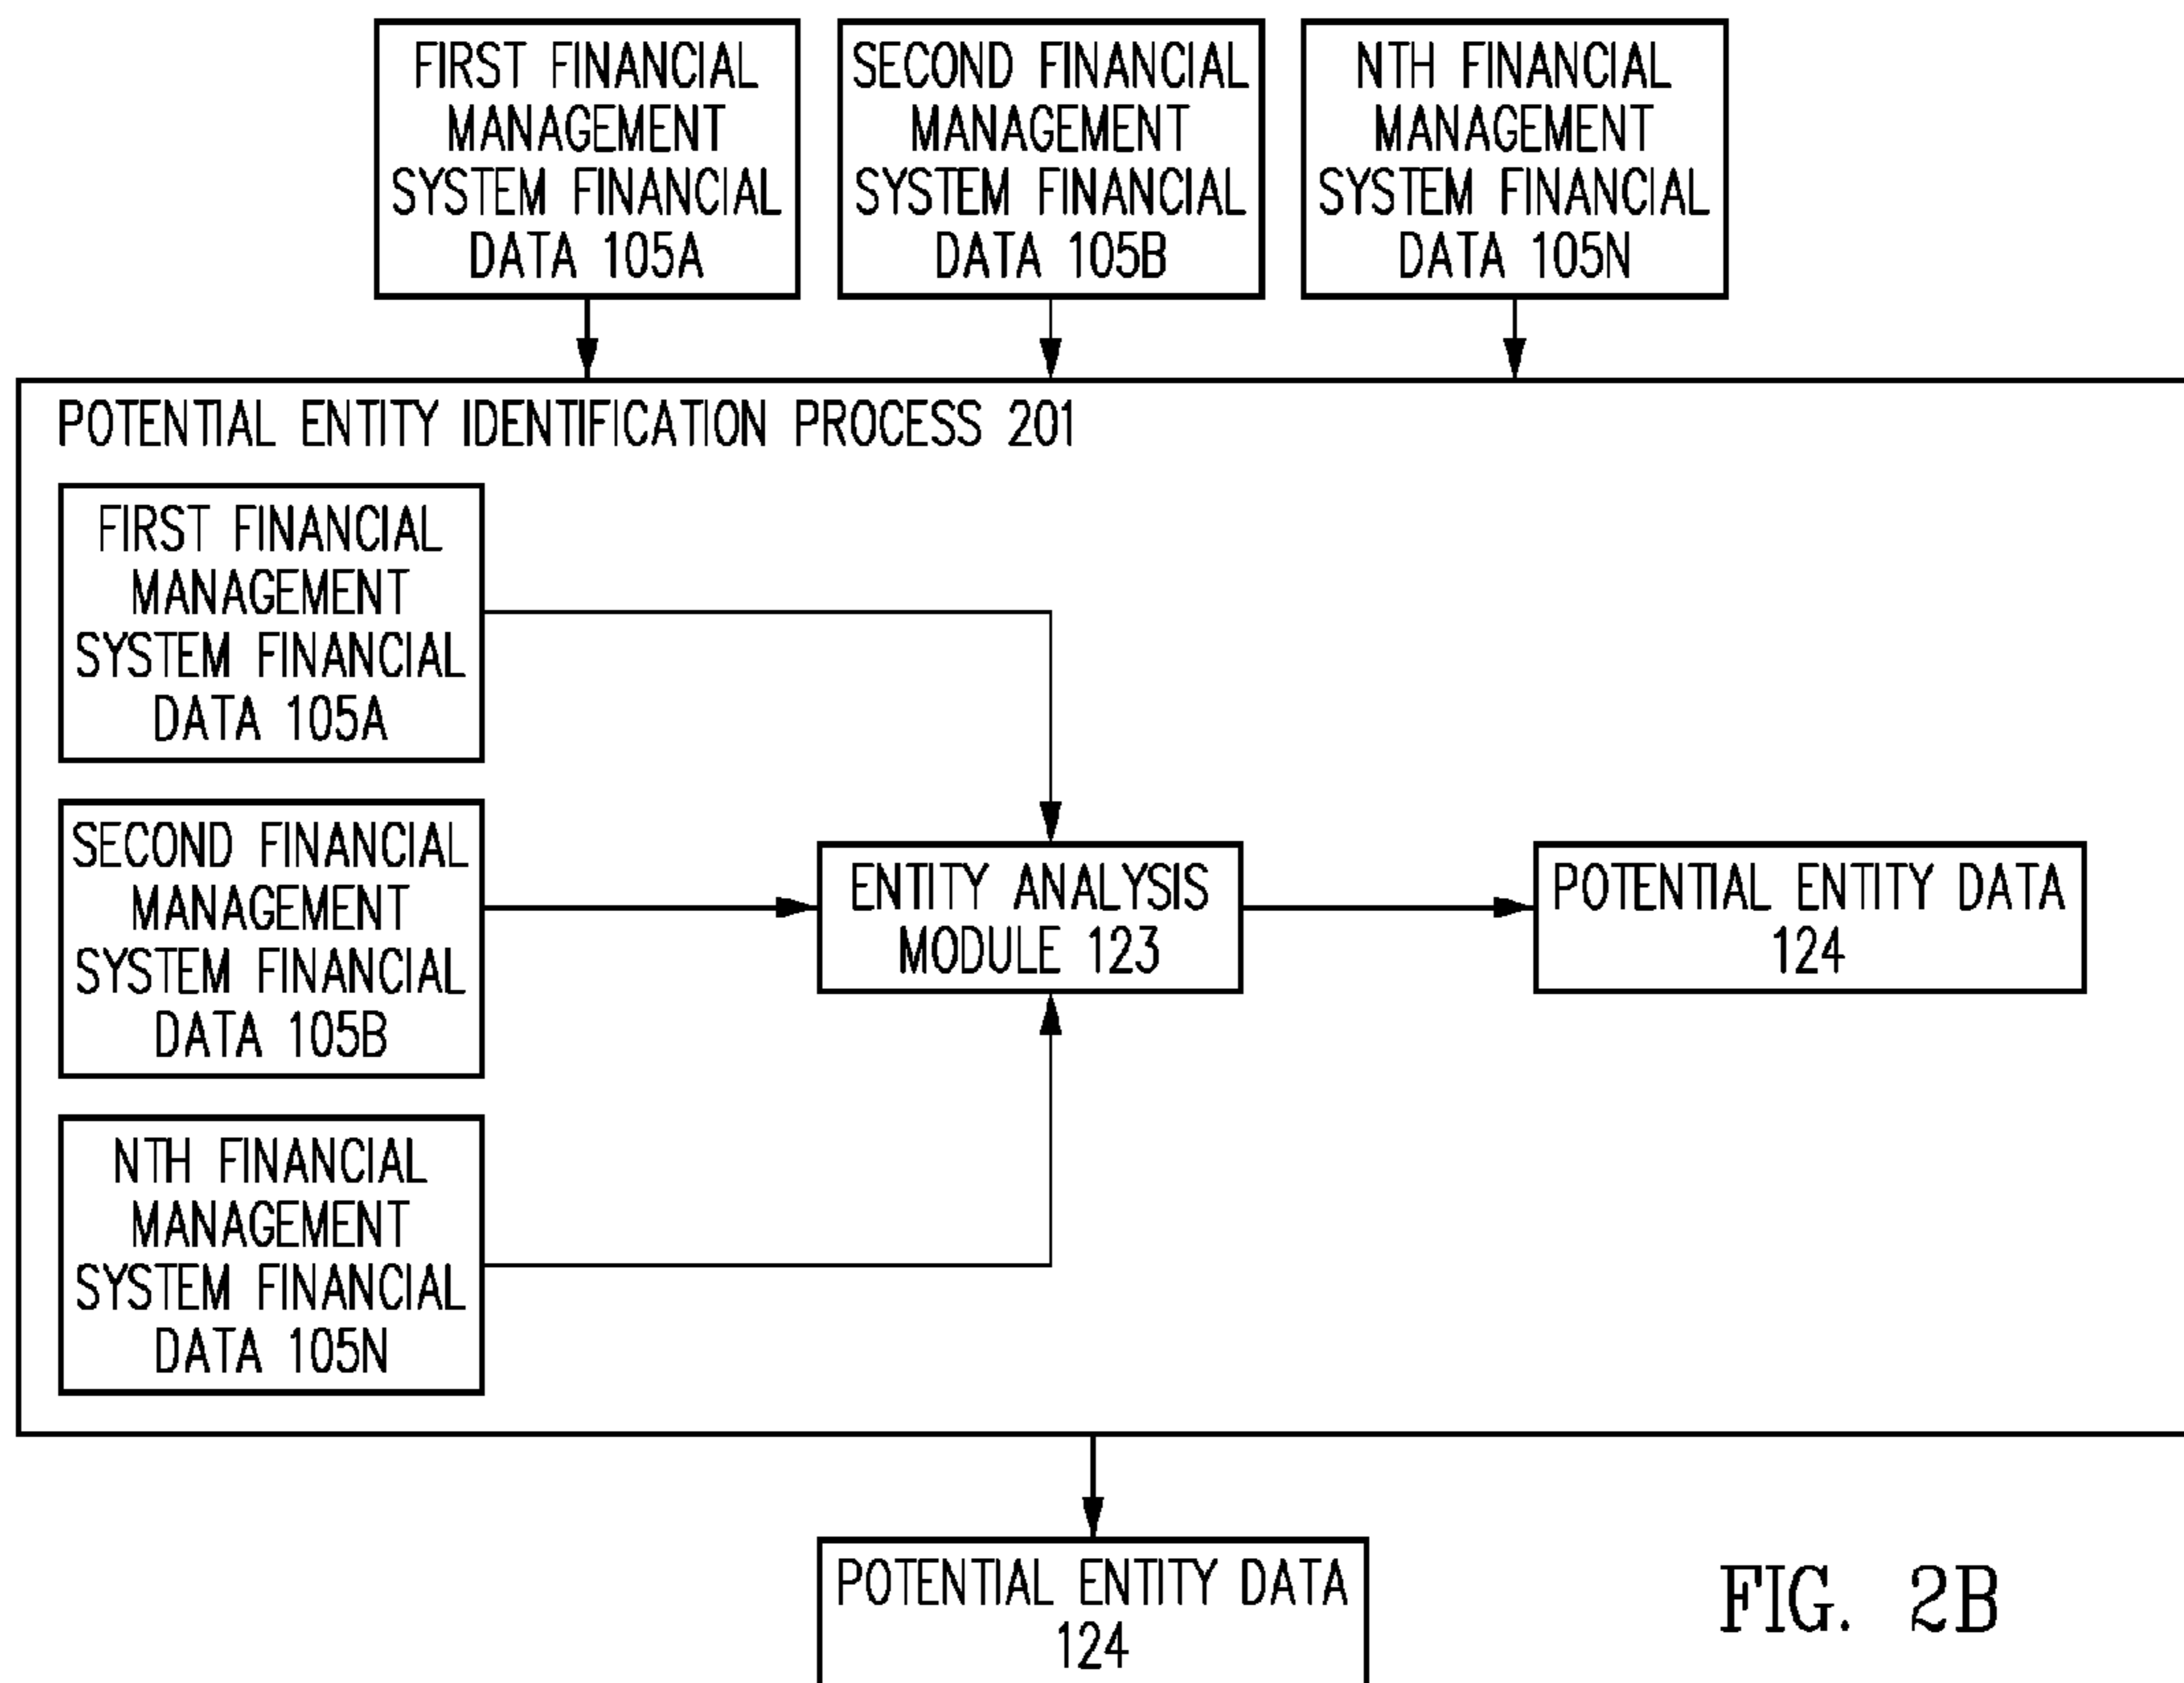 FIRST FINANCIAL
MANAGEMENT
SYSTEM FINANCIAL
DATA 105A
SECOND FINANCIAL
MANAGEMENT
SYSTEM FINANCIAL
DATA 105B
NTH FINANCIAL
MANAGEMENT
SYSTEM FINANCIAL
DATA 105N
POTENTIAL ENTITY IDENTIFICATION PROCESS 201
FIRST FINANCIAL
MANAGEMENT
SYSTEM FINANCIAL
DATA 105A
SECOND FINANCIAL
MANAGEMENT
SYSTEM FINANCIAL
DATA 105B
NTH FINANCIAL
MANAGEMENT
SYSTEM FINANCIAL
DATA 105N
ENTITY ANALYSIS
MODULE 123
POTENTIAL ENTITY DATA
124
POTENTIAL ENTITY DATA
124
FIG. 2B